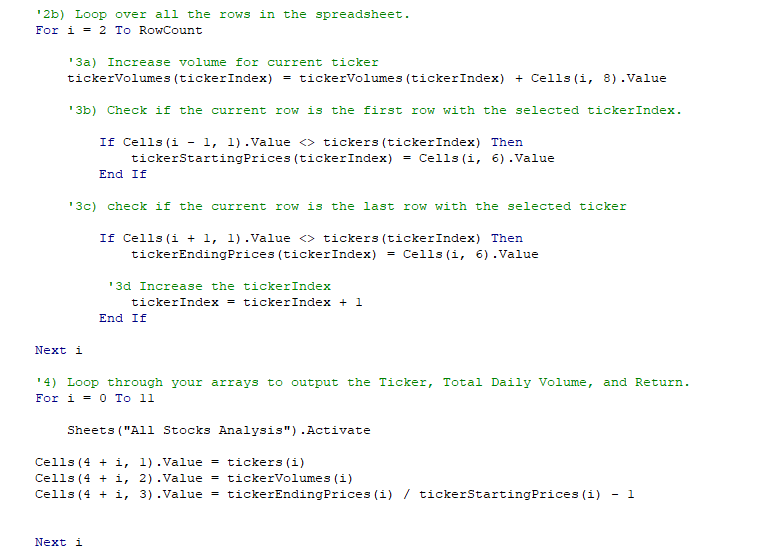 '2b) Loop over all the rows in the spreadsheet.
For i = 2 To RowCount
'3a) Increase volume for current ticker
tickerVolumes(tickerIndex) = tickerVolumes(tickerIndex) + Cells(i, 8).Value
'3b) Check if the current row is the first row with the selected tickerIndex.
If Cells(i - 1, 1).Value <> tickers(tickerIndex) Then
tickerStartingPrices(tickerIndex) = Cells(i, 6).Value
End If
'3c) check if the current row is the last row with the selected ticker
If Cells(i + 1, 1).Value <> tickers(tickerIndex) Then
tickerEndingPrices(tickerIndex) = Cells(i, 6).Value
'3d Increase the tickerIndex
tickerIndex = tickerIndex + 1
End If
Next i
'4) Loop through your arrays to output the Ticker, Total Daily Volume, and Return.
For i = 0 To 11
Sheets("All Stocks Analysis").Activate
Cells(4 + i, 1).Value = tickers(i)
Cells(4 + i, 2).Value = tickerVolumes(i)
Cells(4 + i, 3).Value = tickerEndingPrices(i) / tickerStartingPrices(i) - 1
Next i